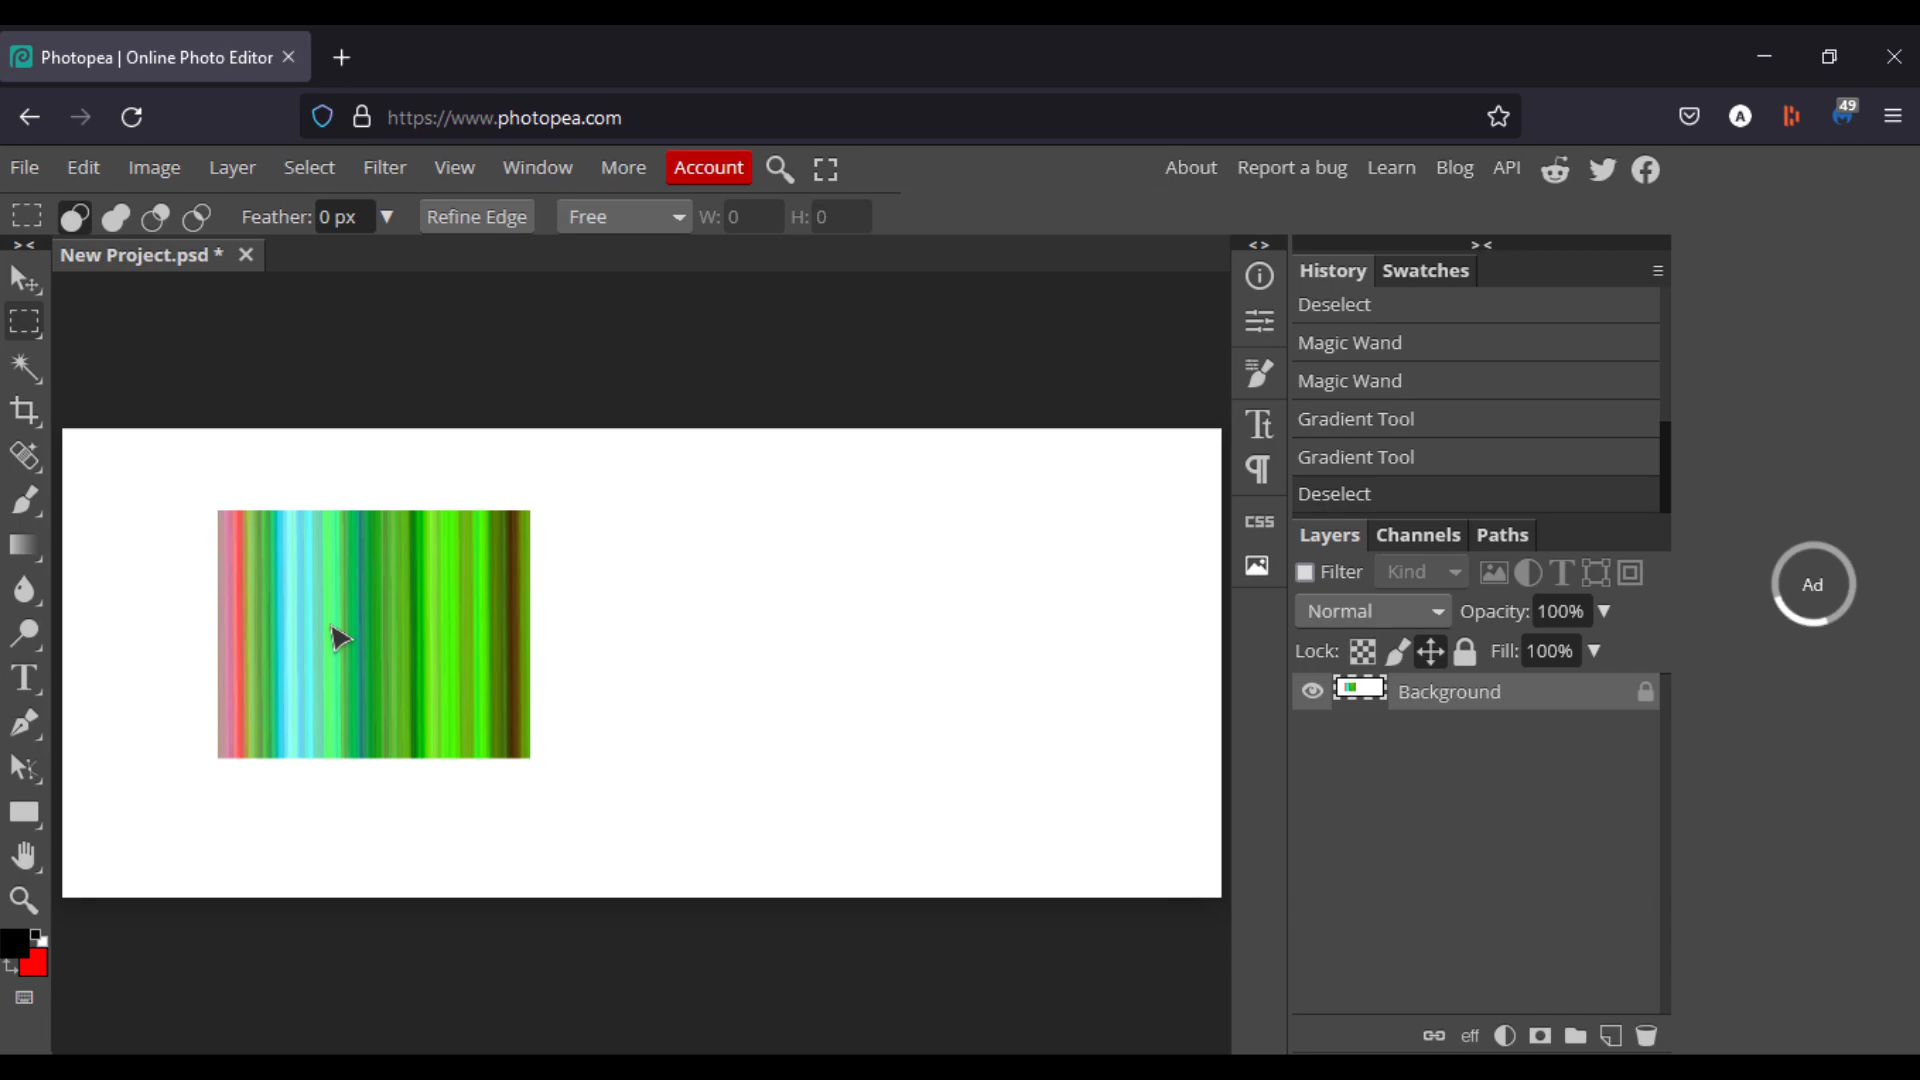 Photopea | Online Photo Editor
https://www.photopea.com
49
File Edit Image Layer Select Filter View Window More Account About Report a bug Learn Blog API
Feather: 0 px Refine Edge Free W: 0 H: 0
New Project.psd *
History Swatches
Deselect
Magic Wand
Magic Wand
Gradient Tool
Gradient Tool
Deselect
CSS
Layers Channels Paths
Filter Kind
Normal Opacity: 100%
Lock: Fill: 100%
Background
eff
Ad